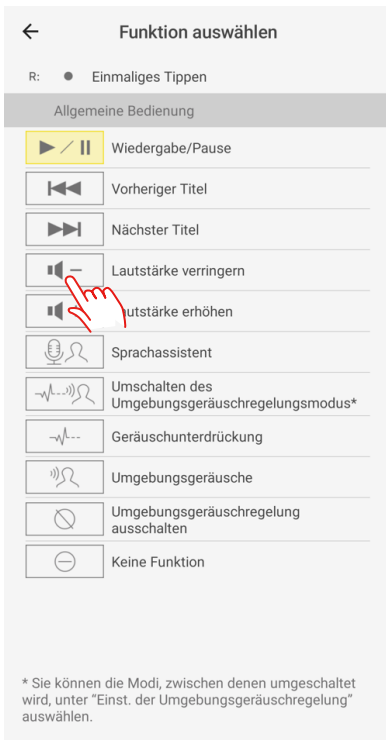 Funktion auswählen
R: ● Einmaliges Tippen
Allgemeine Bedienung
Wiedergabe/Pause
Vorheriger Titel
Nächster Titel
Lautstärke verringern
utstärke erhöhen
Sprachassistent
Umschalten des
Umgebungsgeräuschregelungsmodus*
Geräuschunterdrückung
Umgebungsgeräusche
Umgebungsgeräuschregelung
ausschalten
Keine Funktion
* Sie können die Modi, zwischen denen umgeschaltet
wird, unter “Einst. der Umgebungsgeräuschregelung”
auswählen.